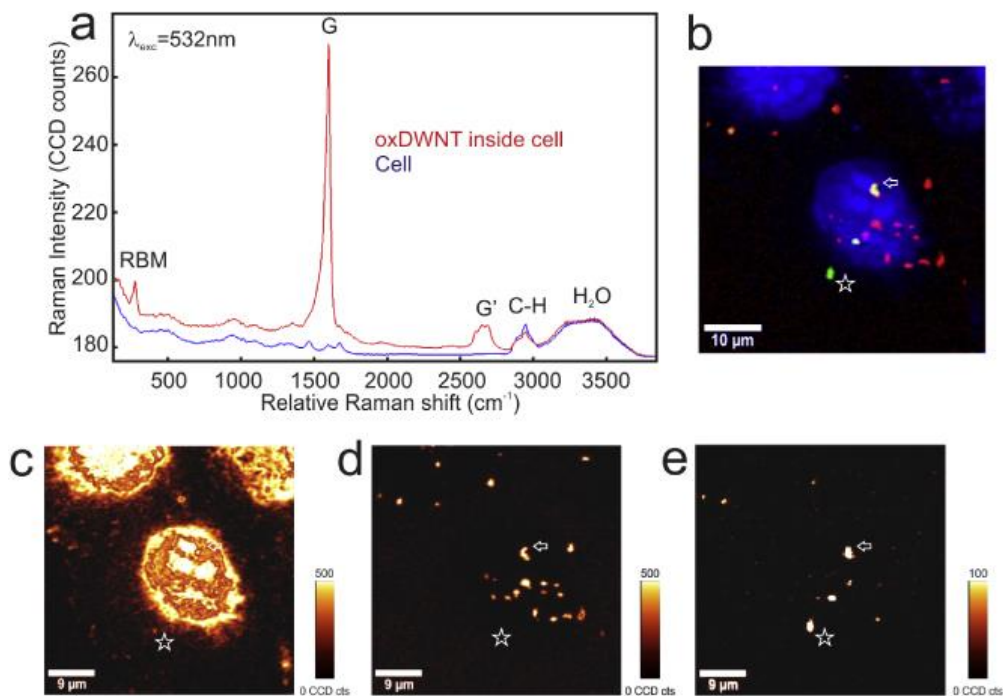 a
λexc=532nm
G
Raman Intensity (CCD counts)
260
240
220
200
180
oxDWNT inside cell
Cell
RBM
G'
C-H
H₂O
500
1000
1500
2000
2500
3000
3500
Relative Raman shift (cm⁻¹)
b
10 µm
c
500
0 CCD cts
9 µm
d
500
0 CCD cts
9 µm
e
100
0 CCD cts
9 µm